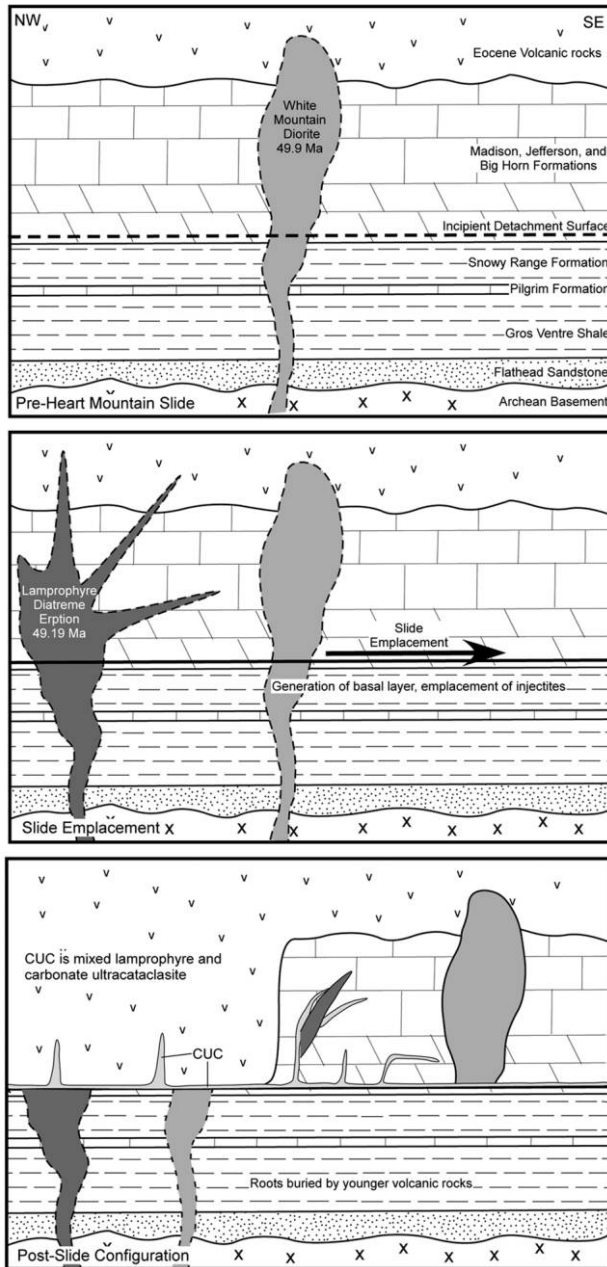 NW
SE
Eocene Volcanic rocks
White
Mountain
Diorite
49.9 Ma
Madison, Jefferson, and
Big Horn Formations
Incipient Detachment Surface
Snowy Range Formation
Pilgrim Formation
Gros Ventre Shale
Flathead Sandstone
Pre-Heart Mountain Slide
Archean Basement
Lamprophyre
Diatreme
Erption
49.19 Ma
Slide
Emplacement
Generation of basal layer, emplacement of injectites
Slide Emplacement
CUC is mixed lamprophyre and
carbonate ultracataclasite
CUC
Roots buried by younger volcanic rocks
Post-Slide Configuration